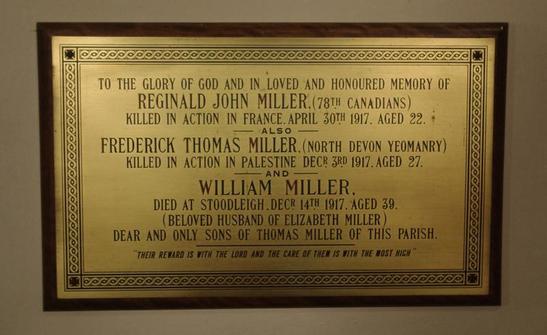 TO THE GLORY OF GOD AND IN LOVED AND HONOURED MEMORY OF
REGINALD JOHN MILLER, (78TH CANADIANS)
KILLED IN ACTION IN FRANCE. APRIL 30TH 1917. AGED 22.
ALSO
FREDERICK THOMAS MILLER, (NORTH DEVON YEOMANRY)
KILLED IN ACTION IN PALESTINE DECR 3RD 1917. AGED 27.
AND
WILLIAM MILLER,
DIED AT STOODLEIGH, DECR 14TH 1917. AGED 39.
(BELOVED HUSBAND OF ELIZABETH MILLER)
DEAR AND ONLY SONS OF THOMAS MILLER OF THIS PARISH.
"THEIR REWARD IS WITH THE LORD AND THE CARE OF THEM IS WITH THE MOST HIGH"